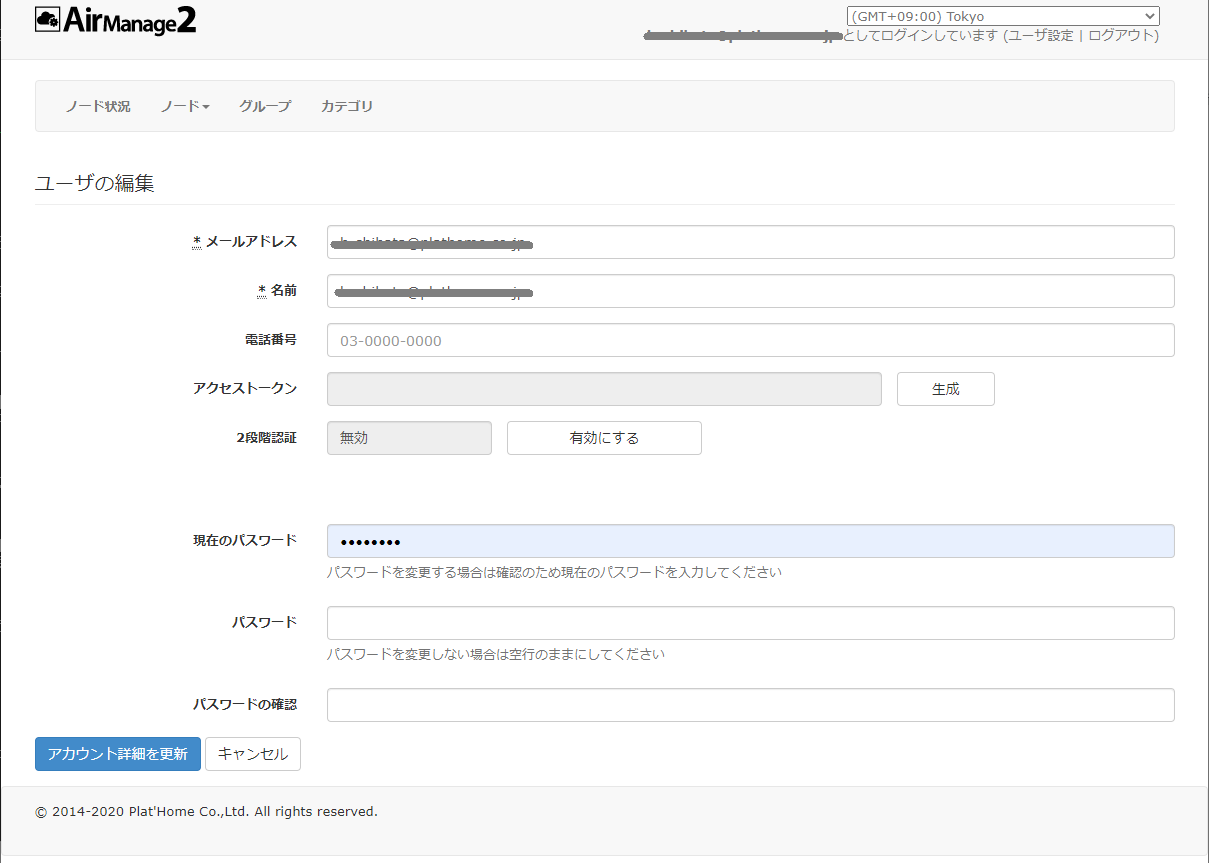 AirManage2
(GMT+09:00) Tokyo
としてログインしています (ユーザ設定 | ログアウト)
ノード状況 ノード グループ カテゴリ
ユーザの編集
* メールアドレス
* 名前
電話番号 03-0000-0000
アクセストークン 生成
2段階認証 無効 有効にする
現在のパスワード ••••••••
パスワードを変更する場合は確認のため現在のパスワードを入力してください
パスワード
パスワードを変更しない場合は空行のままにしてください
パスワードの確認
アカウント詳細を更新 キャンセル
© 2014-2020 Plat'Home Co.,Ltd. All rights reserved.